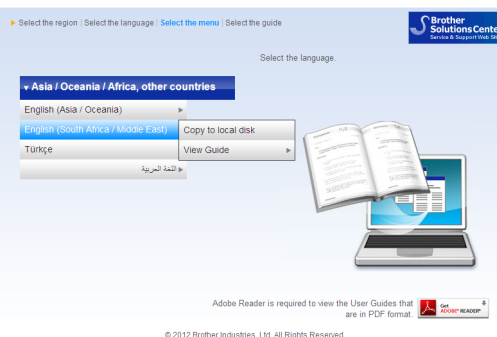 ▸ Select the region | Select the language | Select the menu | Select the guide
Brother
Solutions Cente
Service & Support Web Sit
Select the language.
▾ Asia / Oceania / Africa, other countries
English (Asia / Oceania) ▸
English (South Africa / Middle East)
Copy to local disk
Türkçe
View Guide ▸
اللغة العربية
Adobe Reader is required to view the User Guides that
are in PDF format.
Get
ADOBE® READER®
© 2012 Brother Industries, Ltd. All Rights Reserved.